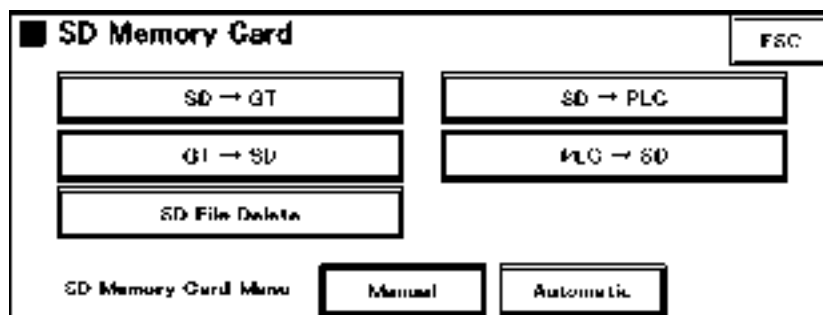 SD Memory Card
ESC
SD → GT
SD → PLC
GT → SD
PLC → SD
SD File Delete
SD Memory Card Menu
Manual
Automatic